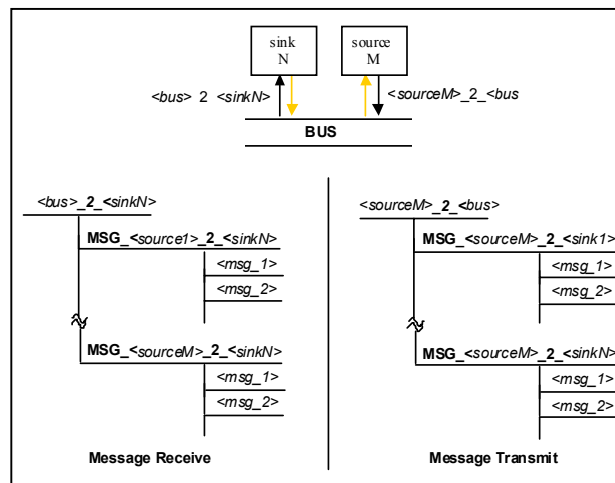 sink
N
source
M
<bus> 2 <sinkN>
<sourceM>_2_<bus
BUS
<bus>_2_<sinkN>
MSG_<source1>_2_<sinkN>
<msg_1>
<msg_2>
MSG_<sourceM>_2_<sinkN>
<msg_1>
<msg_2>
Message Receive
<sourceM>_2_<bus>
MSG_<sourceM>_2_<sink1>
<msg_1>
<msg_2>
MSG_<sourceM>_2_<sinkN>
<msg_1>
<msg_2>
Message Transmit